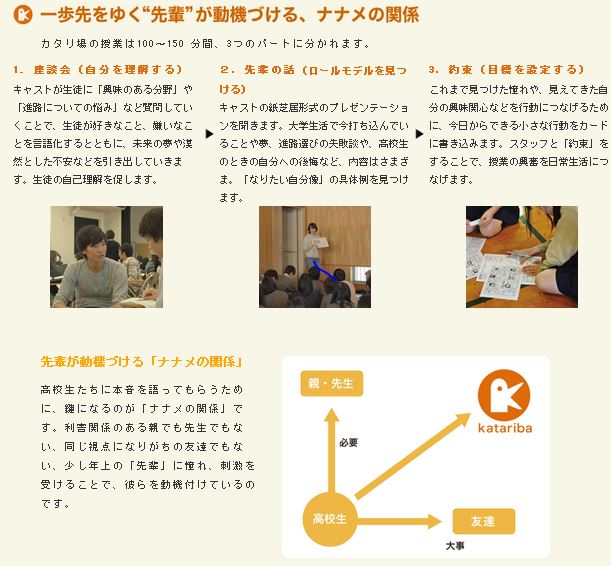 一歩先をゆく“先輩”が動機づける、ナナメの関係
カタリ場の授業は100～150 分間、3つのパートに分かれます。
1. 座談会（自分を理解する）
キャストが生徒に「興味のある分野」や
「進路についての悩み」など質問してい
くことで、生徒が好きなこと、嫌いなこ
とを言語化するとともに、未来の夢や漠
然とした不安などを引き出していきま
す。生徒の自己理解を促します。
2. 先輩の話（ロールモデルを見つ
ける）
キャストの紙芝居形式のプレゼンテーショ
ンを聞きます。大学生活で今打ち込んでい
ることや夢、進路選びの失敗談や、高校生
のときの自分への後悔など、内容はさまざ
ま。「なりたい自分像」の具体例を見つけ
ます。
3. 約束（目標を設定する）
これまで見つけた憧れや、見えてきた自
分の興味関心などを行動につなげるため
に、今日からできる小さな行動をカード
に書き込みます。スタッフと「約束」を
することで、授業の興奮を日常生活につ
なげます。
先輩が動機づける「ナナメの関係」
高校生たちに本音を語ってもらうため
に、鍵になるのが「ナナメの関係」で
す。利害関係のある親でも先生でもな
い、同じ視点になりがちの友達でもな
い、少し年上の「先輩」に憧れ、刺激を
受けることで、彼らを動機付けているの
です。
親・先生
必要
katariba
高校生
友達
大事